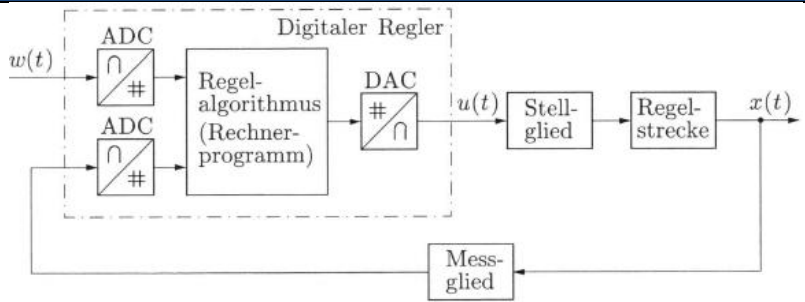 Digitaler Regler
w(t)
ADC
∩
#
ADC
∩
#
Regel-
algorithmus
(Rechner-
programm)
DAC
#
∩
u(t)
Stell-
glied
Regel-
strecke
x(t)
Mess-
glied